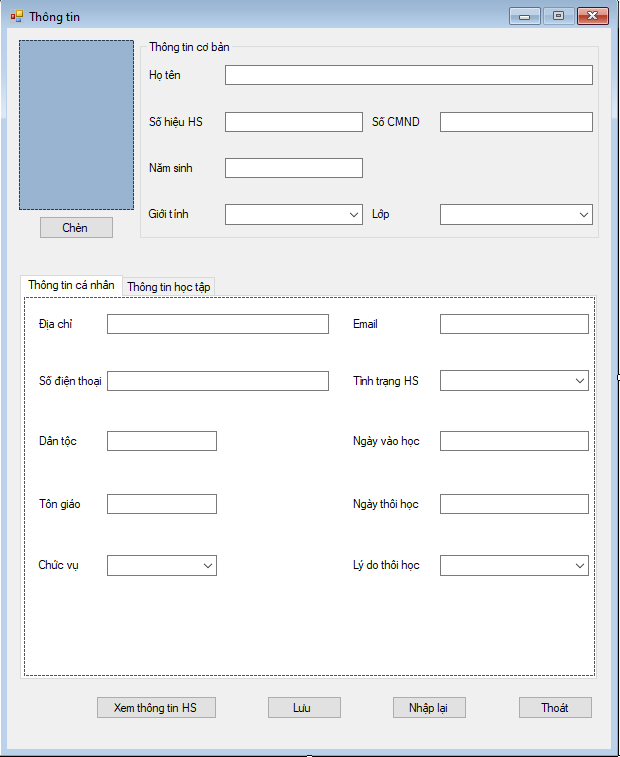 Thông tin
Thông tin cơ bản
Họ tên
Số hiệu HS
Số CMND
Năm sinh
Giới tính
Lớp
Chèn
Thông tin cá nhân
Thông tin học tập
Địa chỉ
Email
Số điện thoại
Tình trạng HS
Dân tộc
Ngày vào học
Tôn giáo
Ngày thôi học
Chức vụ
Lý do thôi học
Xem thông tin HS
Lưu
Nhập lại
Thoát